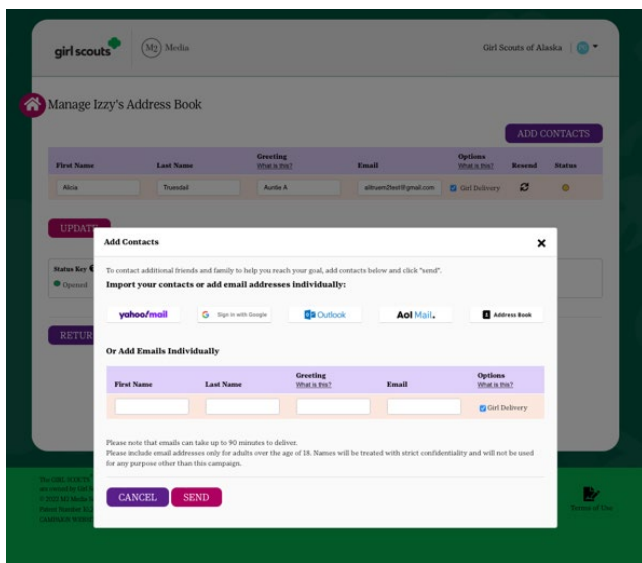 girl scouts
M2 Media
Girl Scouts of Alaska
Manage Izzy's Address Book
ADD CONTACTS
First Name Last Name Greeting Email Options Resend Status
What is this? What is this?
Alicia Truesdail Auntie A Girl Delivery
UPDATE
Add Contacts
Status Key
To contact additional friends and family to help you reach your goal, add contacts below and click "send".
Opened
Import your contacts or add email addresses individually:
yahoo!mail Sign in with Google Outlook Aol Mail. Address Book
RETUR
Or Add Emails Individually
First Name Last Name Greeting Email Options
What is this? What is this?
Girl Delivery
Please note that emails can take up to 90 minutes to deliver.
Please include email addresses only for adults over the age of 18. Names will be treated with strict confidentiality and will not be used
for any purpose other than this campaign.
CANCEL SEND
The GIRL SCOUTS
Terms of Use